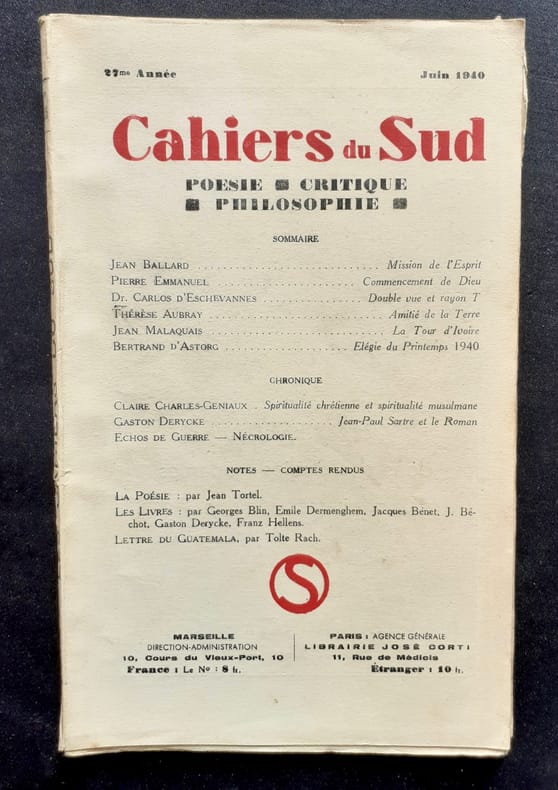 27me Année Juin 1940
Cahiers du Sud
POESIE CRITIQUE
PHILOSOPHIE
SOMMAIRE
JEAN BALLARD .............................. Mission de l'Esprit
PIERRE EMMANUEL ...................... Commencement de Dieu
Dr. CARLOS D'ESCHEVANNES ............... Double vue et rayon T
THÉRÈSE AUBRAY ........................... Amitié de la Terre
JEAN MALAQUAIS ........................... La Tour d'Ivoire
BERTRAND D'ASTORG .................. Elégie du Printemps 1940
CHRONIQUE
CLAIRE CHARLES-GENIAUX . Spiritualité chrétienne et spiritualité musulmane
GASTON DERYCKE ...................... Jean-Paul Sartre et le Roman
ECHOS DE GUERRE — NÉCROLOGIE.
NOTES — COMPTES RENDUS
LA POÉSIE : par Jean Tortel.
LES LIVRES : par Georges Blin, Emile Dermenghem, Jacques Bénet, J. Bé-
chot, Gaston Derycke, Franz Hellens.
LETTRE DU GUATEMALA, par Tolte Rach.
S
MARSEILLE
DIRECTION-ADMINISTRATION
10, Cours du Vieux-Port, 10
France : Le No : 8 fr.
PARIS : AGENCE GÉNÉRALE
LIBRAIRIE JOSÉ CORTI
11, Rue de Médicis
Étranger : 10 fr.